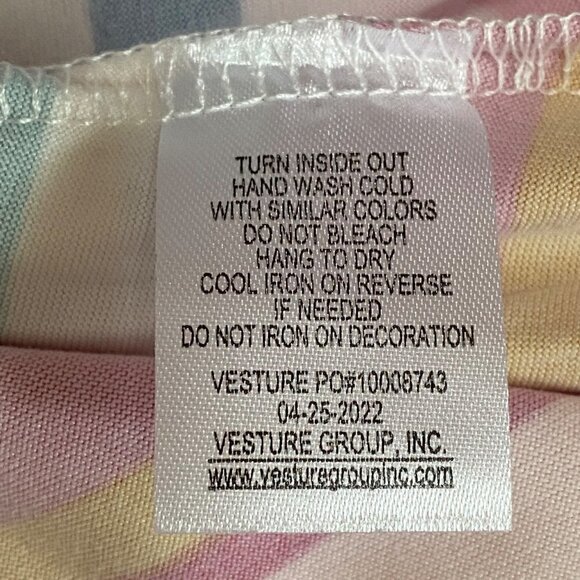 TURN INSIDE OUT
HAND WASH COLD
WITH SIMILAR COLORS
DO NOT BLEACH
HANG TO DRY
COOL IRON ON REVERSE
IF NEEDED
DO NOT IRON ON DECORATION
VESTURE PO#10008743
04-25-2022
VESTURE GROUP, INC.
www.vesturegroupinc.com